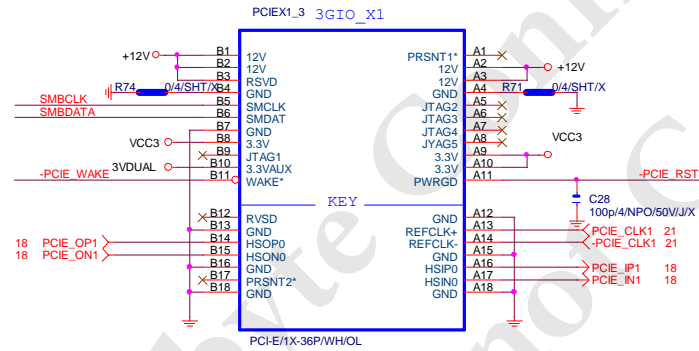 PCIEX1_3 3GIO_X1
+12V B1 12V PRSNT1* A1
B2 12V 12V A2 +12V
B3 RSVD 12V A3
R74 0/4/SHT/X B4 GND GND A4 R71 0/4/SHT/X
SMBCLK B5 SMCLK JTAG2 A5
SMBDATA B6 SMDAT JTAG3 A6
B7 GND JTAG4 A7
VCC3 B8 3.3V JYAG5 A8 VCC3
B9 JTAG1 3.3V A9
3VDUAL B10 3.3VAUX 3.3V A10
-PCIE_WAKE B11 WAKE* PWRGD A11 -PCIE_RST
KEY
C28
100p/4/NPO/50V/J/X
B12 RVSD GND A12
B13 GND REFCLK+ A13 PCIE_CLK1 21
18 PCIE_OP1 B14 HSOP0 REFCLK- A14 -PCIE_CLK1 21
18 PCIE_ON1 B15 HSON0 GND A15
B16 GND HSIP0 A16 PCIE_IP1 18
B17 PRSNT2* HSIN0 A17 PCIE_IN1 18
B18 GND GND A18
PCI-E/1X-36P/WH/OL